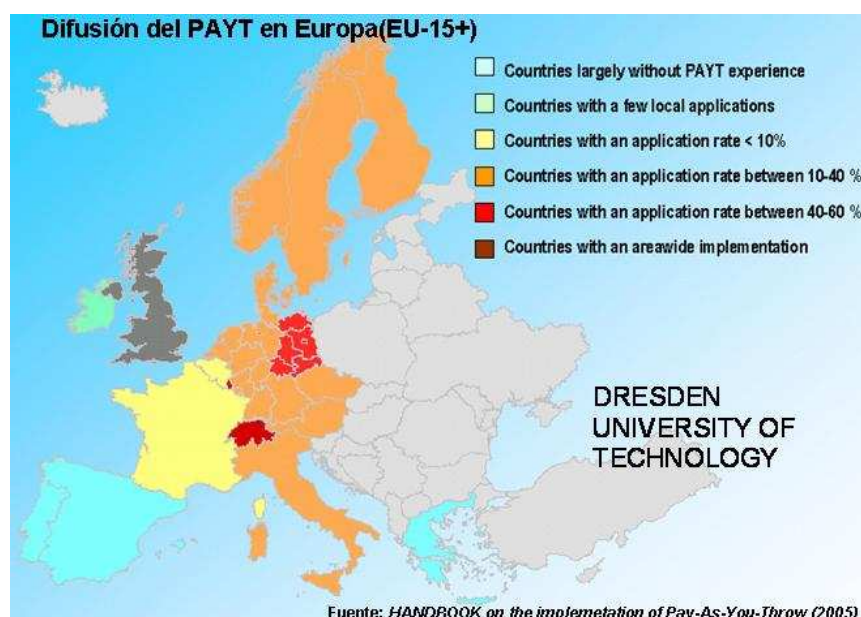 Difusión del PAYT en Europa(EU-15+)
Countries largely without PAYT experience
Countries with a few local applications
Countries with an application rate < 10%
Countries with an application rate between 10-40 %
Countries with an application rate between 40-60 %
Countries with an areawide implementation
DRESDEN
UNIVERSITY OF
TECHNOLOGY
Fuente: HANDBOOK on the implemetation of Pay-As-You-Throw (2005)